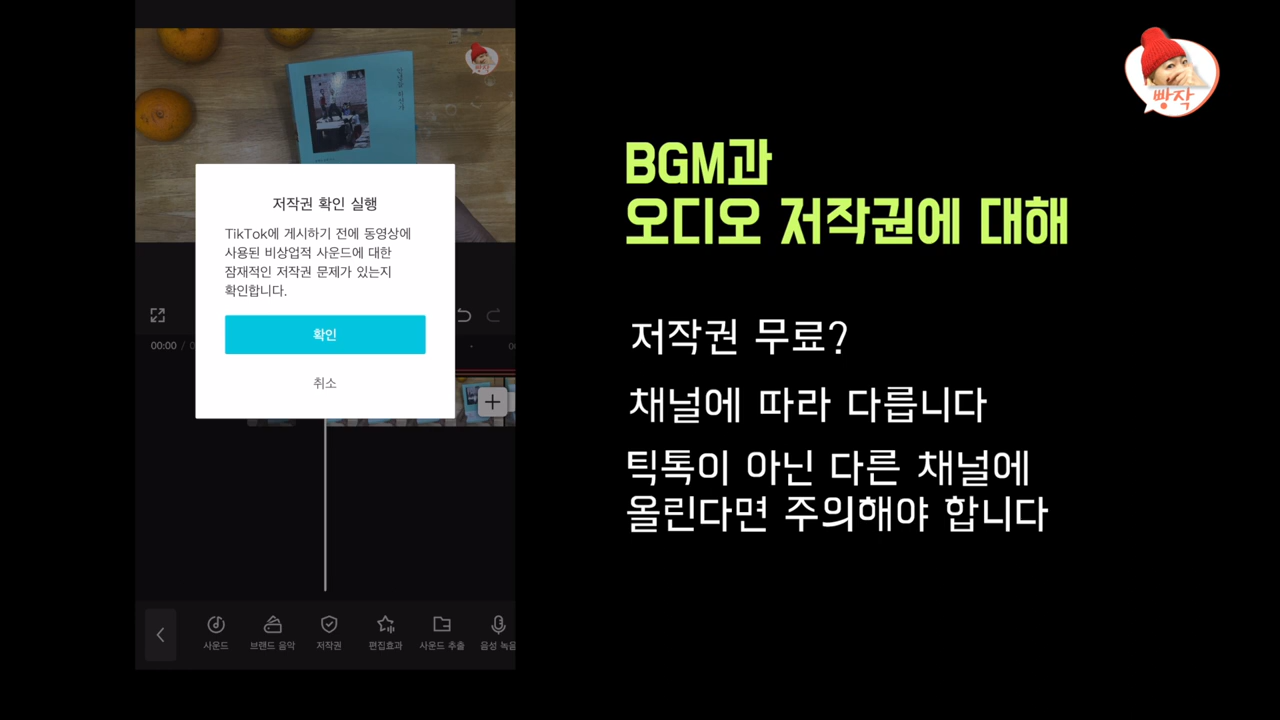 빵작
BGM과
오디오 저작권에 대해
저작권 무료?
채널에 따라 다릅니다
틱톡이 아닌 다른 채널에
올린다면 주의해야 합니다
저작권 확인 실행
TikTok에 게시하기 전에 동영상에
사용된 비상업적 사운드에 대한
잠재적인 저작권 문제가 있는지
확인합니다.
확인
취소
00:00 /
사운드
브랜드 음악
저작권
편집효과
사운드 추출
음성 녹음